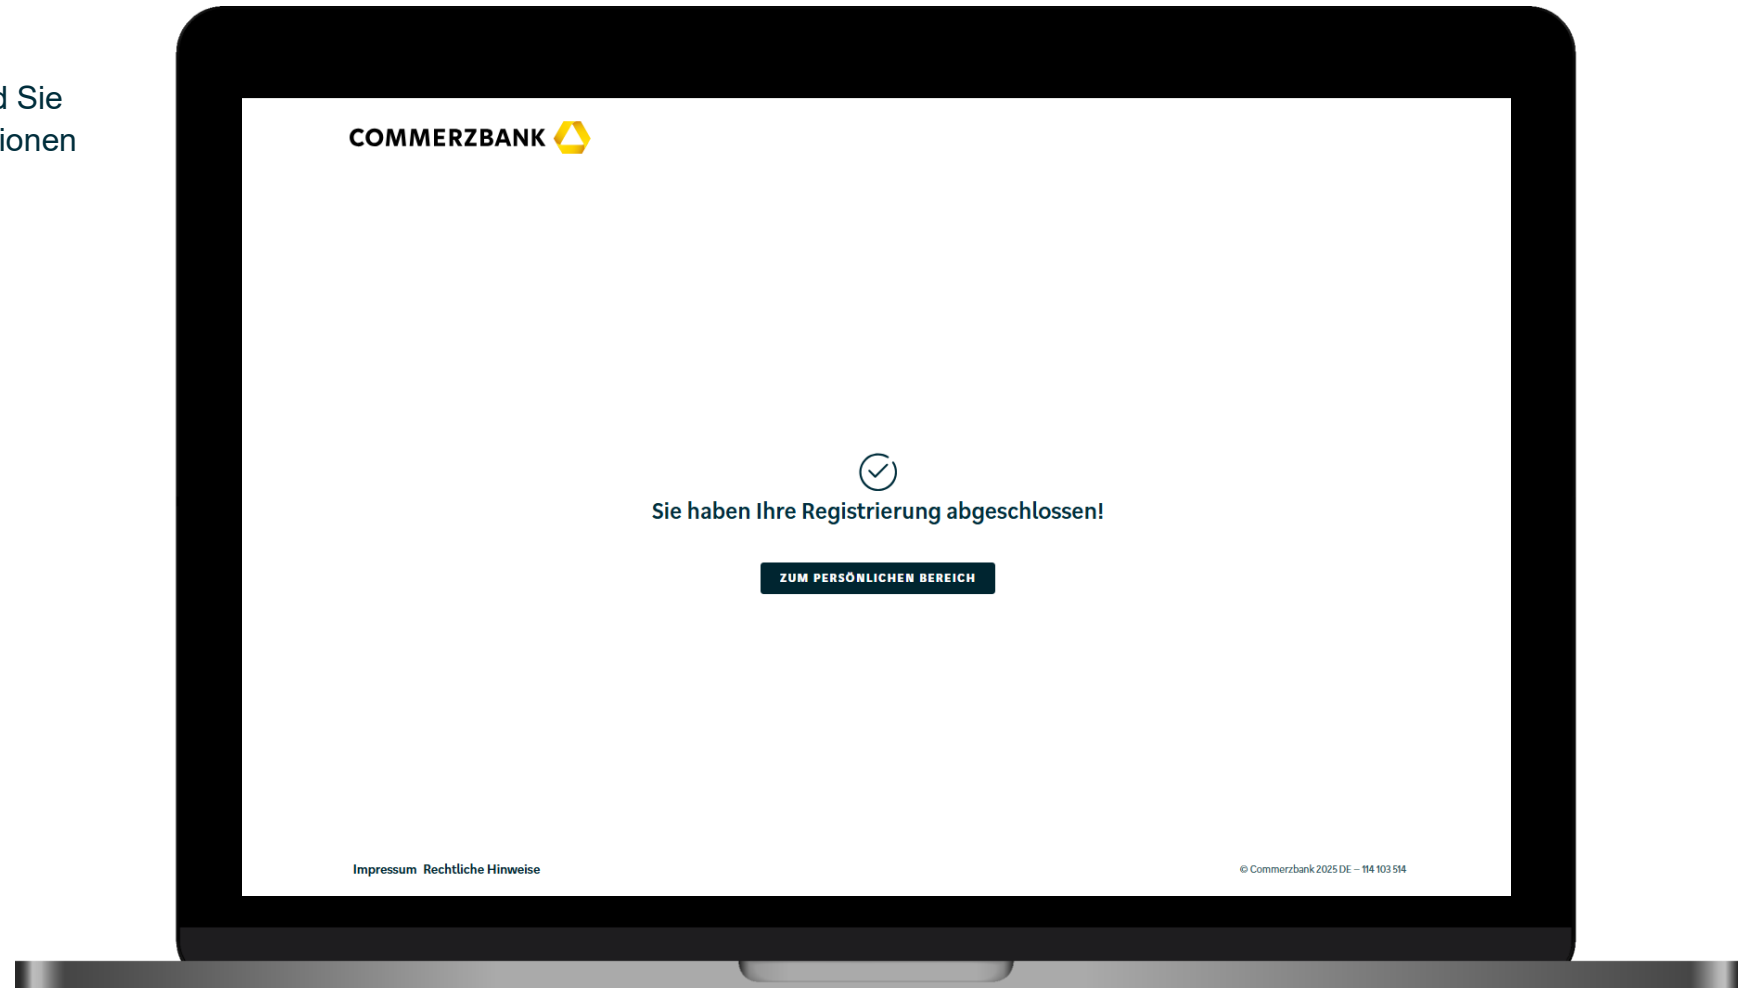 Sie
COMMERZBANK
Sie haben Ihre Registrierung abgeschlossen!
ZUM PERSÖNLICHEN BEREICH
Impressum Rechtliche Hinweise
© Commerzbank 2025 DE – 114 103 514